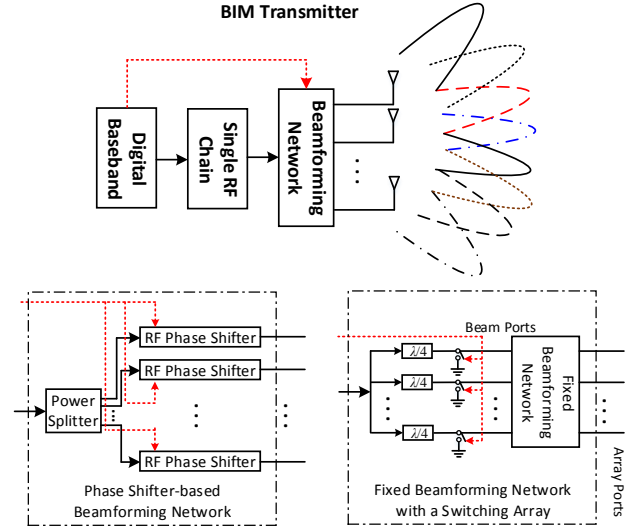 BIM Transmitter
Digital
Baseband
Single RF
Chain
Beamforming
Network
...
Power
Splitter
...
RF Phase Shifter
RF Phase Shifter
...
...
RF Phase Shifter
Phase Shifter-based
Beamforming Network
Beam Ports
λ/4
λ/4
...
λ/4
...
Fixed
Beamforming
Network
...
Array Ports
Fixed Beamforming Network
with a Switching Array